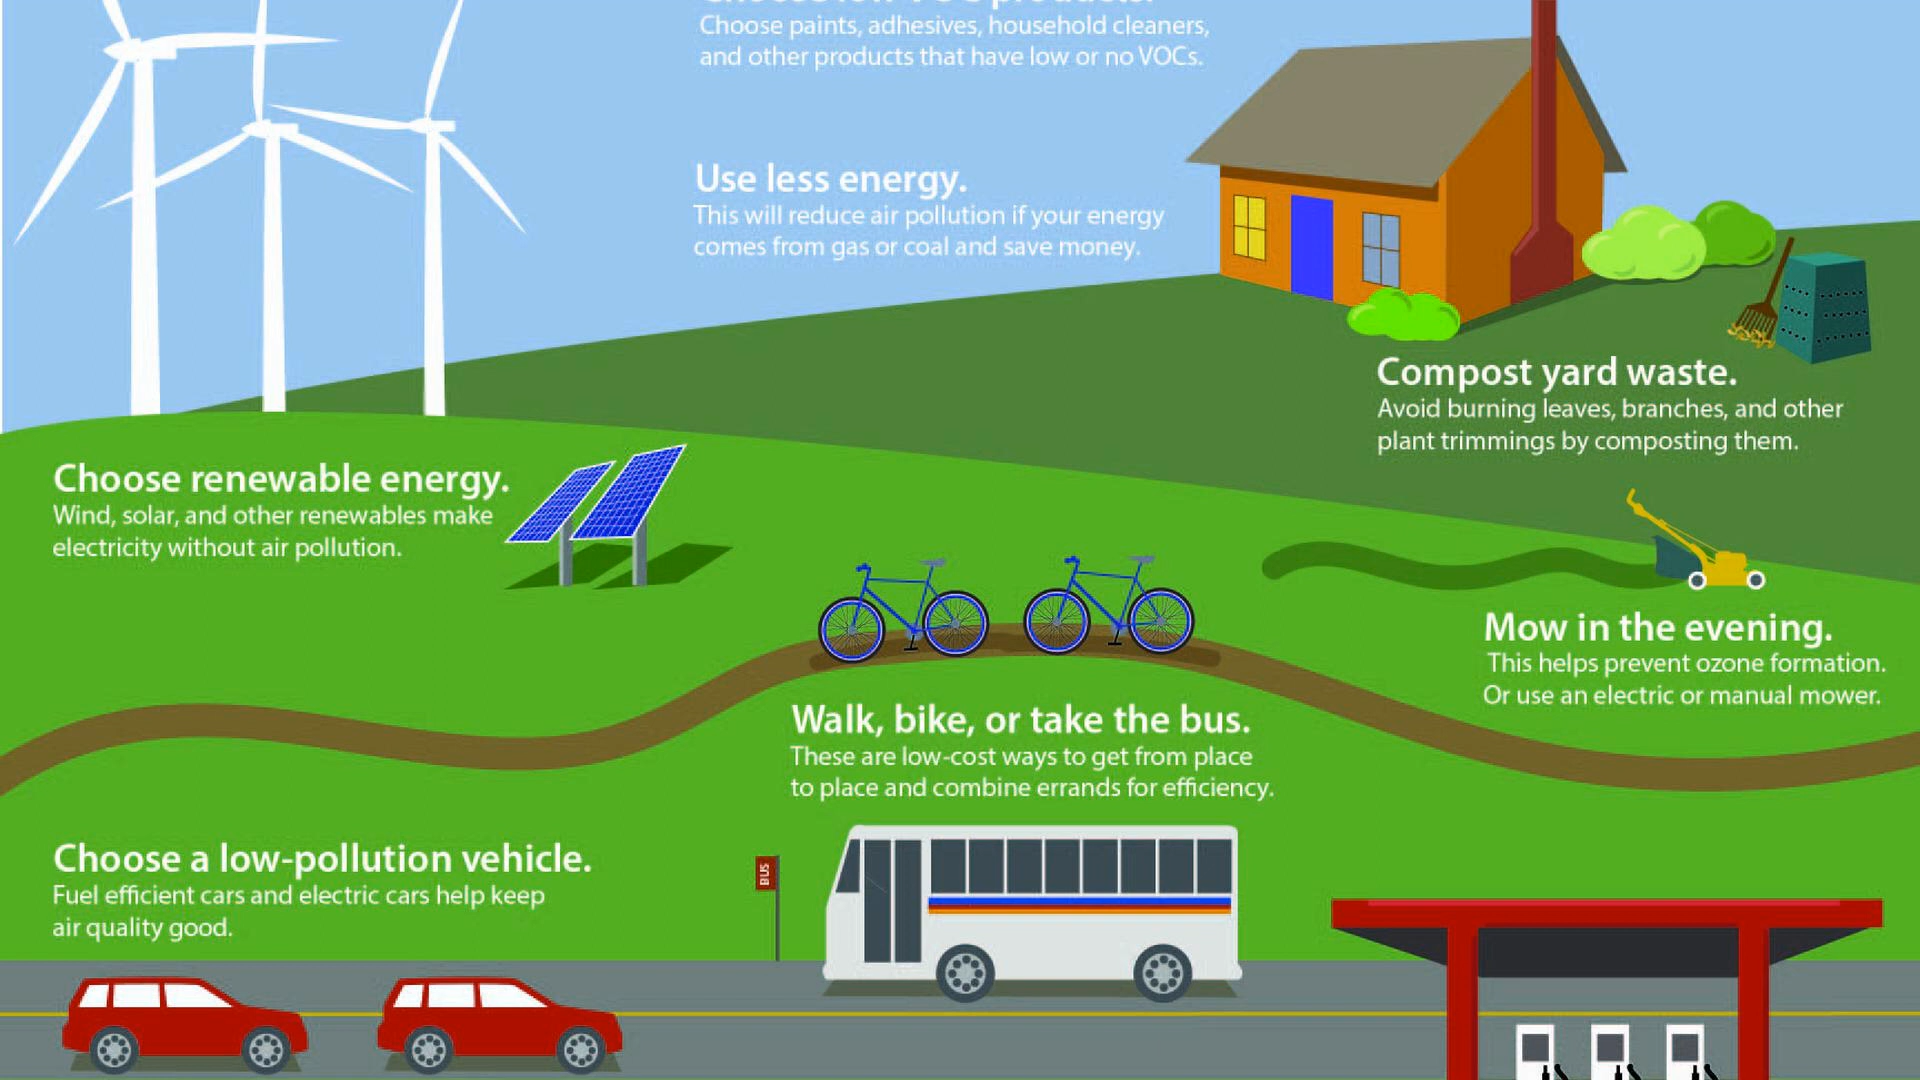 Choose low-VOC products.
Choose paints, adhesives, household cleaners,
and other products that have low or no VOCs.
Use less energy.
This will reduce air pollution if your energy
comes from gas or coal and save money.
Compost yard waste.
Avoid burning leaves, branches, and other
plant trimmings by composting them.
Choose renewable energy.
Wind, solar, and other renewables make
electricity without air pollution.
Mow in the evening.
This helps prevent ozone formation.
Or use an electric or manual mower.
Walk, bike, or take the bus.
These are low-cost ways to get from place
to place and combine errands for efficiency.
Choose a low-pollution vehicle.
Fuel efficient cars and electric cars help keep
air quality good.
BUS